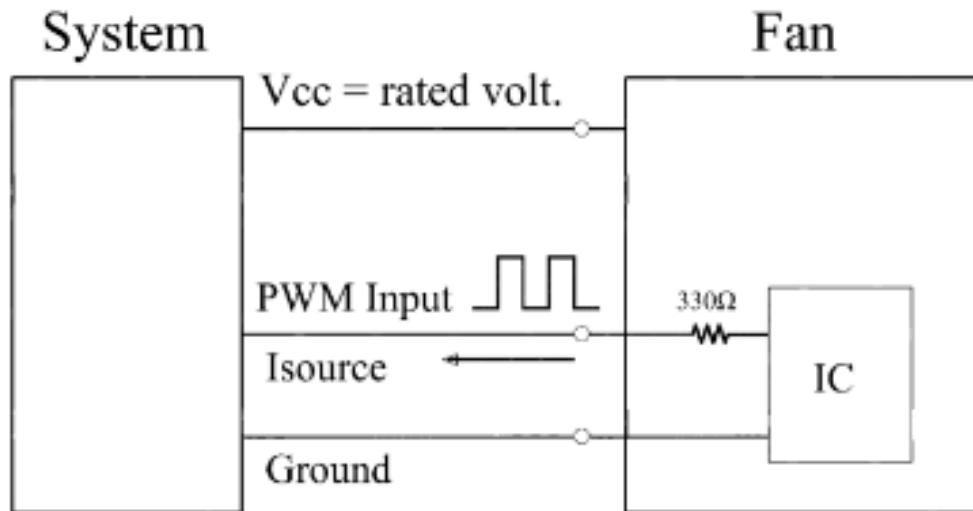 System
Fan
Vcc = rated volt.
PWM Input
330Ω
Isource
IC
Ground